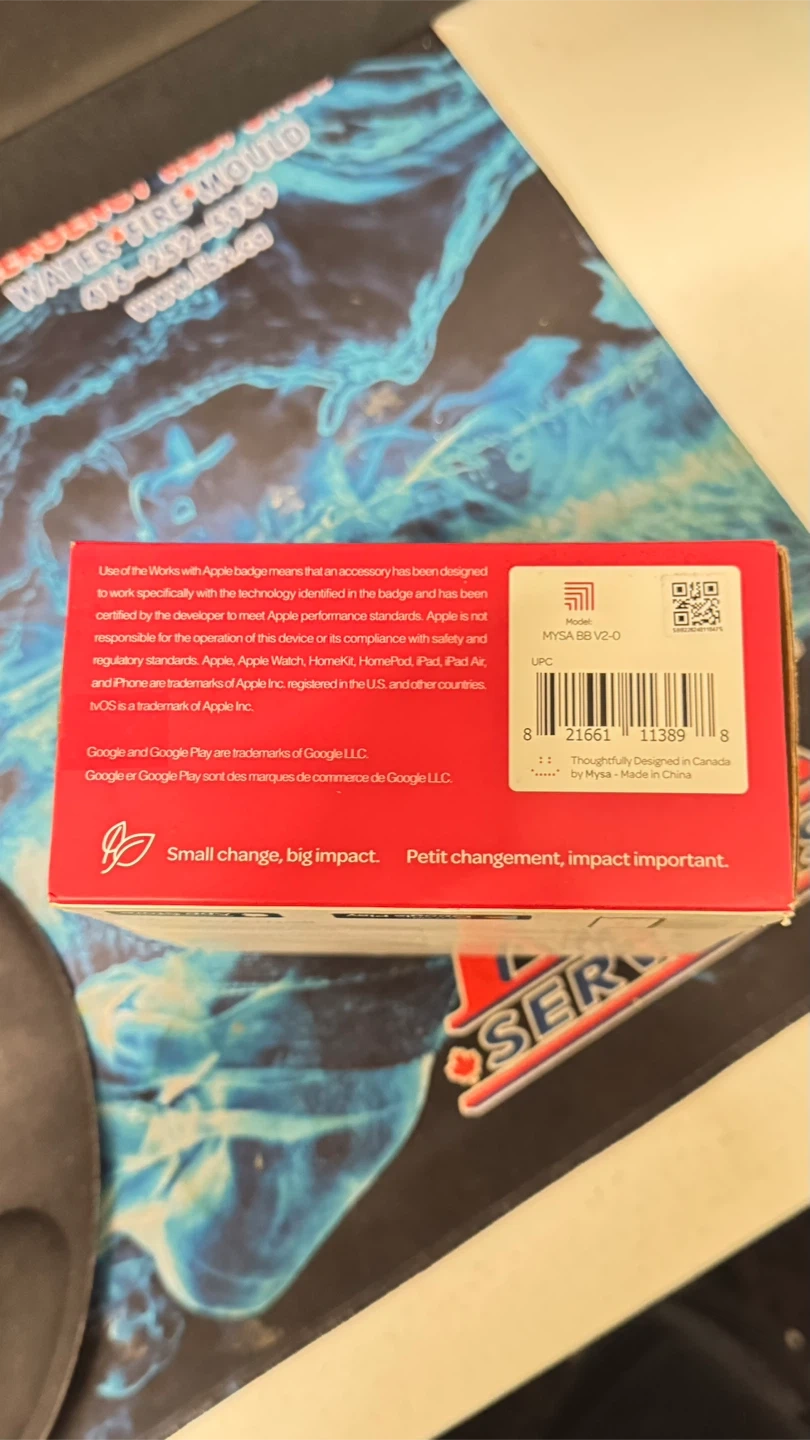 WATER•FIRE•MOULD
Use of the Works with Apple badge means that an accessory has been designed
to work specifically with the technology identified in the badge and has been
certified by the developer to meet Apple performance standards. Apple is not
responsible for the operation of this device or its compliance with safety and
regulatory standards. Apple, Apple Watch, HomeKit, HomePod, iPad, iPad Air,
and iPhone are trademarks of Apple Inc. registered in the U.S. and other countries.
tvOS is a trademark of Apple Inc.
Google and Google Play are trademarks of Google LLC.
Google er Google Play sont des marques de commerce de Google LLC.
Small change, big impact.
Petit changement, impact important.
Model:
MYSA BB V2-0
UPC
8 21661 11389 8
Thoughtfully Designed in Canada
by Mysa - Made in China